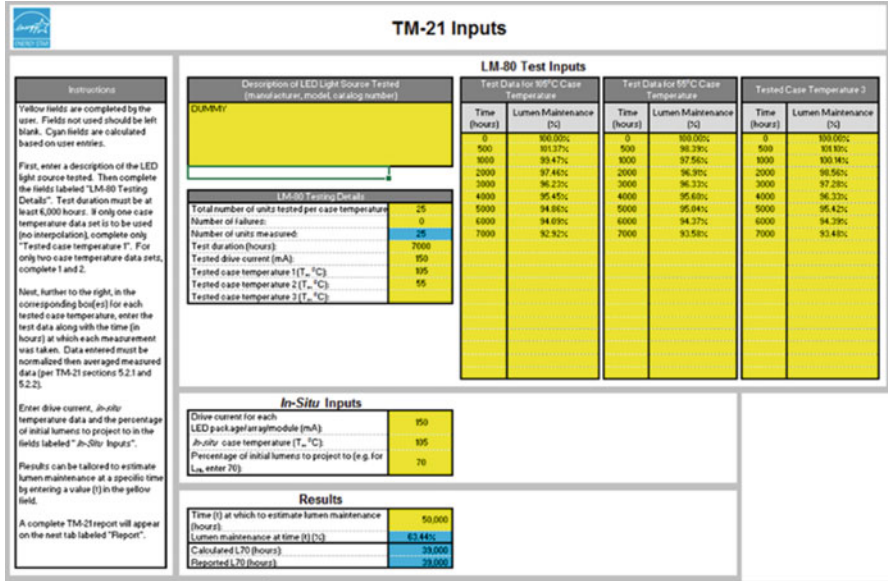 ENERGY STAR
TM-21 Inputs
Instructions
Yellow fields are completed by the
user. Fields not used should be left
blank. Cyan fields are calculated
based on user entries.
First, enter a description of the LED
light source tested. Then complete
the fields labeled "LM-80 Testing
Details". Test duration must be at
least 6,000 hours. If only one case
temperature data set is to be used
(no interpolation), complete only
"Tested case temperature 1". For
only two case temperature data sets,
complete 1 and 2.
Next, further to the right, in the
corresponding box(es) for each
tested case temperature, enter the
test data along with the time (in
hours) at which each measurement
was taken. Data entered must be
normalized then averaged measured
data (per TM-21 sections 5.2.1 and
5.2.2).
Enter drive current, in-situ
temperature data and the percentage
of initial lumens to project to in the
fields labeled "In-Situ Inputs".
Results can be tailored to estimate
lumen maintenance at a specific time
by entering a value (t) in the yellow
field.
A complete TM-21 report will appear
on the next tab labeled "Report".
LM-80 Test Inputs
Description of LED Light Source Tested
(manufacturer, model, catalog number)
DUMMY
LM-80 Testing Details
Total number of units tested per case temperature 25
Number of failures: 0
Number of units measured: 25
Test duration (hours): 7000
Tested drive current (mA): 150
Tested case temperature 1 (Tc, °C): 105
Tested case temperature 2 (Tc, °C): 55
Tested case temperature 3 (Tc, °C):
Test Data for 105°C Case
Temperature
Time Lumen Maintenance
(hours) (%)
0 100.00%
500 101.37%
1000 99.47%
2000 97.46%
3000 96.23%
4000 95.45%
5000 94.86%
6000 94.09%
7000 92.92%
Test Data for 55°C Case
Temperature
Time Lumen Maintenance
(hours) (%)
0 100.00%
500 98.39%
1000 97.56%
2000 96.91%
3000 96.33%
4000 95.60%
5000 95.04%
6000 94.37%
7000 93.58%
Tested Case Temperature 3
Time Lumen Maintenance
(hours) (%)
0 100.00%
500 101.10%
1000 100.14%
2000 98.56%
3000 97.28%
4000 96.33%
5000 95.42%
6000 94.39%
7000 93.48%
In-Situ Inputs
Drive current for each
LED package/array/module (mA): 150
In-situ case temperature (Tc, °C): 105
Percentage of initial lumens to project to (e.g. for
L70, enter 70): 70
Results
Time (t) at which to estimate lumen maintenance
(hours): 50,000
Lumen maintenance at time (t) (%): 63.44%
Calculated L70 (hours): 39,000
Reported L70 (hours): 39,000